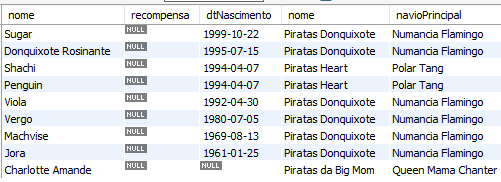 nome recompensa dtNascimento nome navioPrincipal
Sugar NULL 1999-10-22 Piratas Donquixote Numancia Flamingo
Donquixote Rosinante NULL 1995-07-15 Piratas Donquixote Numancia Flamingo
Shachi NULL 1994-04-07 Piratas Heart Polar Tang
Penguin NULL 1994-04-07 Piratas Heart Polar Tang
Viola NULL 1992-04-30 Piratas Donquixote Numancia Flamingo
Vergo NULL 1980-07-05 Piratas Donquixote Numancia Flamingo
Machvise NULL 1969-08-13 Piratas Donquixote Numancia Flamingo
Jora NULL 1961-01-25 Piratas Donquixote Numancia Flamingo
Charlotte Amande NULL NULL Piratas da Big Mom Queen Mama Chanter